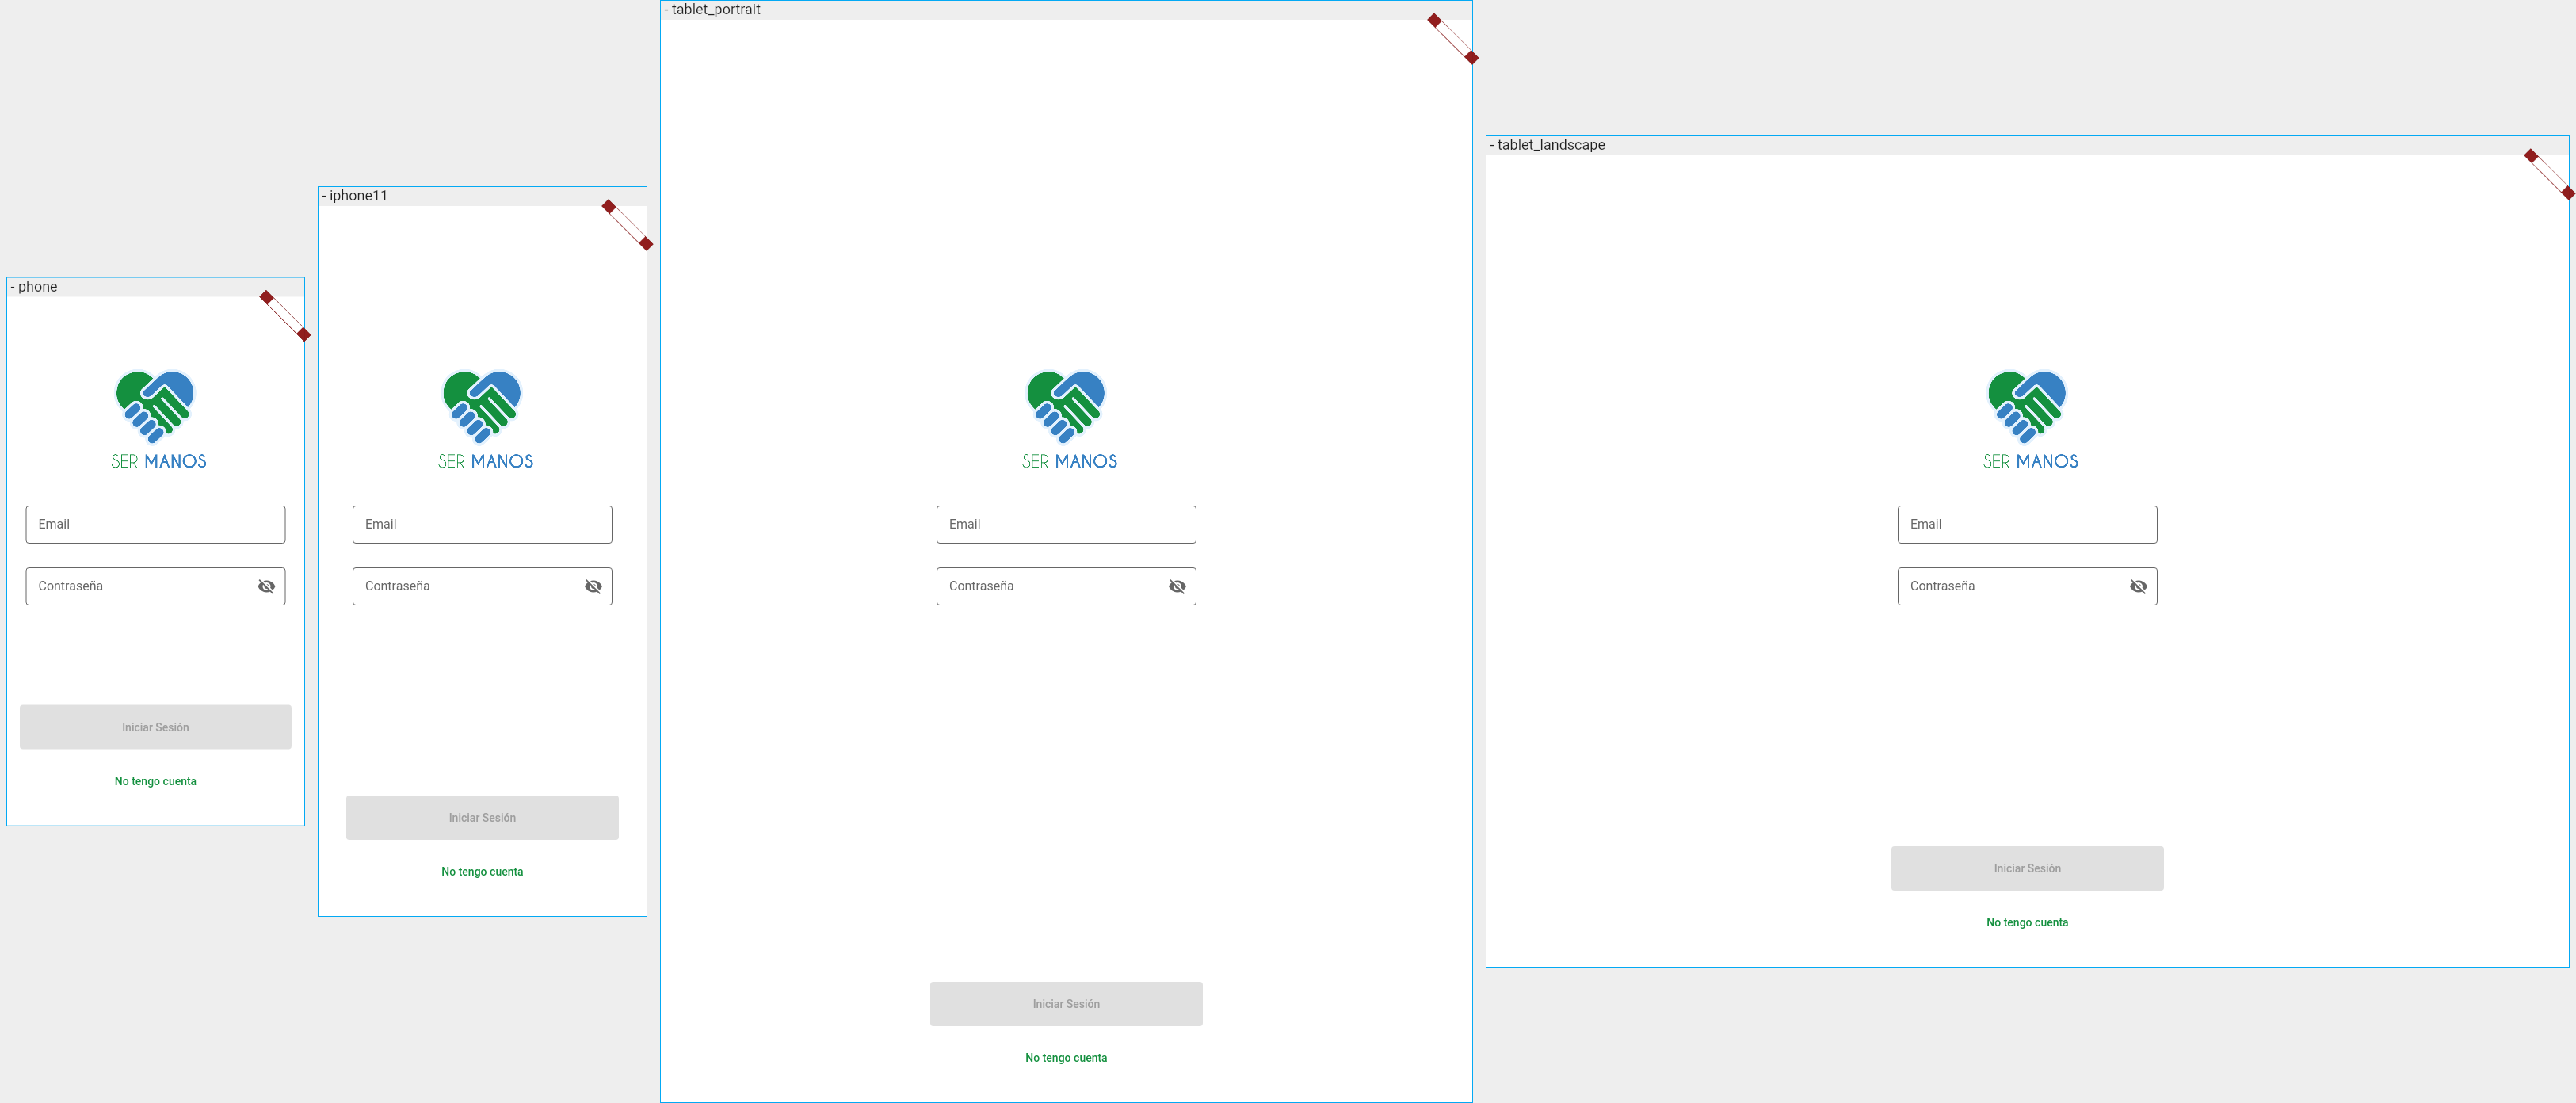 - phone
SER MANOS
Email
Contraseña
Iniciar Sesión
No tengo cuenta
- iphone11
SER MANOS
Email
Contraseña
Iniciar Sesión
No tengo cuenta
- tablet_portrait
SER MANOS
Email
Contraseña
Iniciar Sesión
No tengo cuenta
- tablet_landscape
SER MANOS
Email
Contraseña
Iniciar Sesión
No tengo cuenta